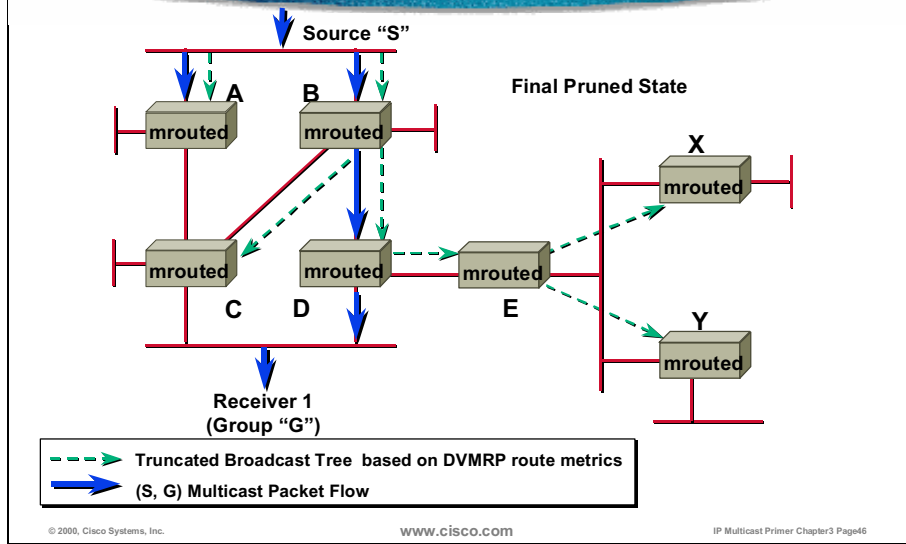 Source “S”
A
B
Final Pruned State
mrouted
mrouted
X
mrouted
mrouted
mrouted
mrouted
C
D
E
Y
mrouted
Receiver 1
(Group “G”)
Truncated Broadcast Tree based on DVMRP route metrics
(S, G) Multicast Packet Flow
© 2000, Cisco Systems, Inc.
www.cisco.com
IP Multicast Primer Chapter3 Page46